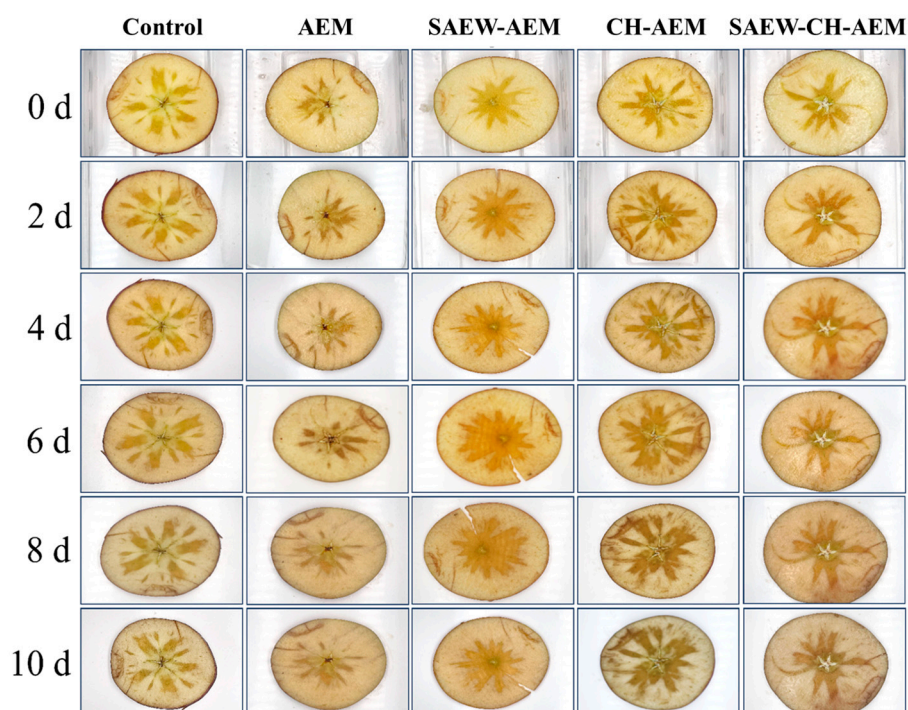 Control AEM SAEW-AEM CH-AEM SAEW-CH-AEM
0 d
2 d
4 d
6 d
8 d
10 d